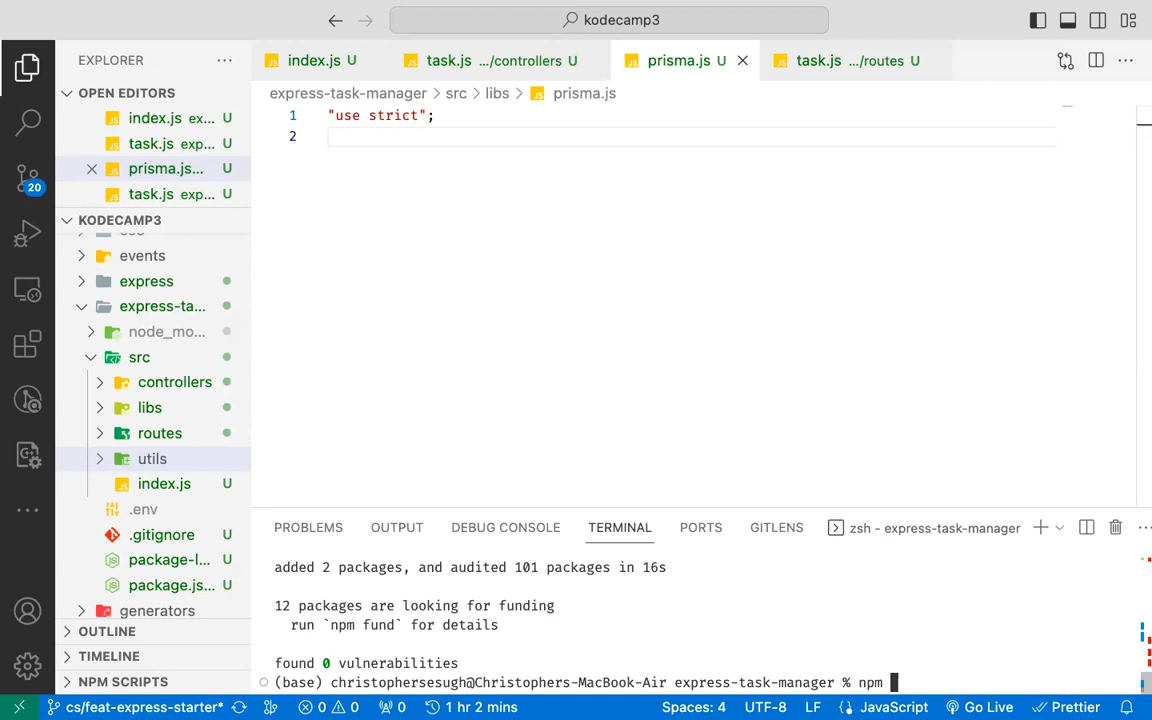 kodecamp3
EXPLORER
index.js U
task.js .../controllers U
prisma.js U
task.js .../routes U
OPEN EDITORS
express-task-manager > src > libs > prisma.js
index.js ex... U
task.js exp... U
prisma.js... U
task.js exp... U
1 "use strict";
2
KODECAMP3
events
express
express-ta...
node_mo...
src
controllers
libs
routes
utils
index.js U
.env
.gitignore U
package-l... U
package.js... U
generators
OUTLINE
TIMELINE
NPM SCRIPTS
20
PROBLEMS OUTPUT DEBUG CONSOLE TERMINAL PORTS GITLENS zsh - express-task-manager
added 2 packages, and audited 101 packages in 16s
12 packages are looking for funding
run `npm fund` for details
found 0 vulnerabilities
(base) christophersesugh@Christophers-MacBook-Air express-task-manager % npm
cs/feat-express-starter* 0 0 0 1 hr 2 mins Spaces: 4 UTF-8 LF JavaScript Go Live Prettier